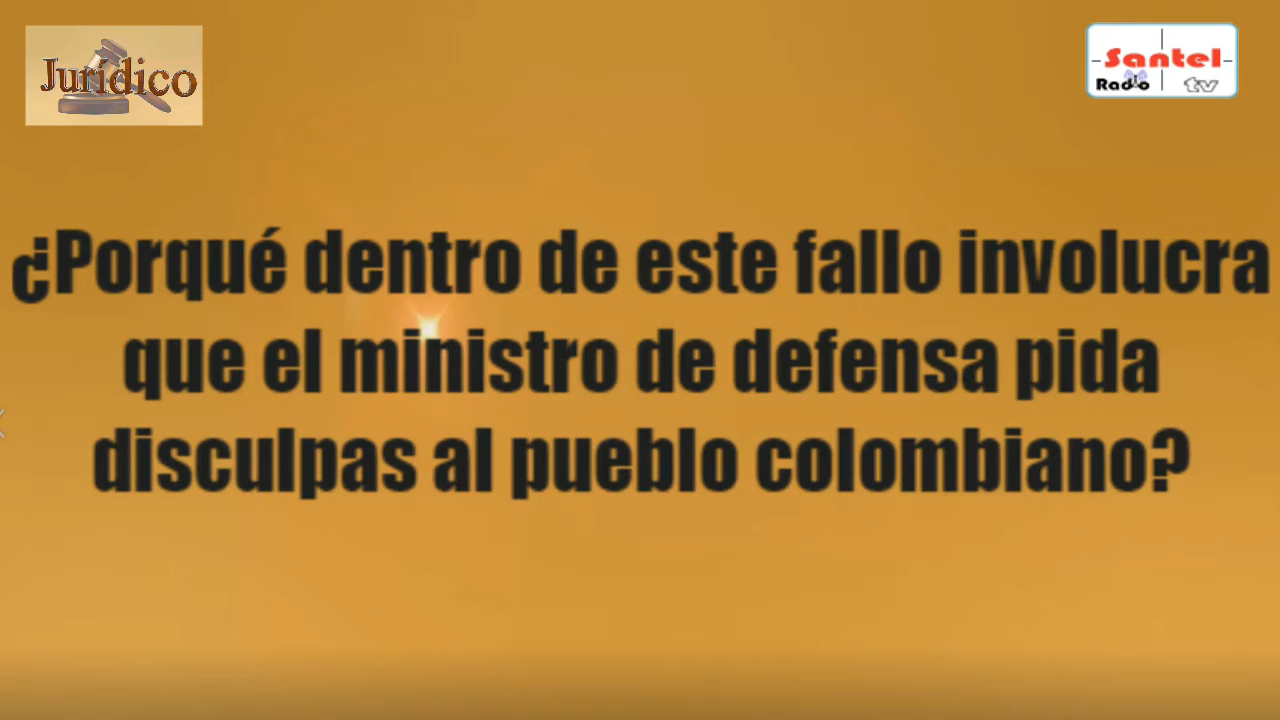 Jurídico
Santel
Radio tv
¿Porqué dentro de este fallo involucra
que el ministro de defensa pida
disculpas al pueblo colombiano?